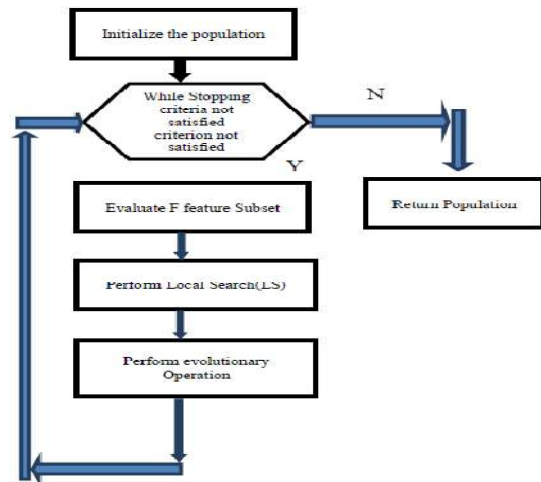 Initialize the population
While Stopping
criteria not
satisfied
criterion not
satisfied
N
Y
Evaluate F feature Subset
Return Population
Perform Local Search(LS)
Perform evolutionary
Operation